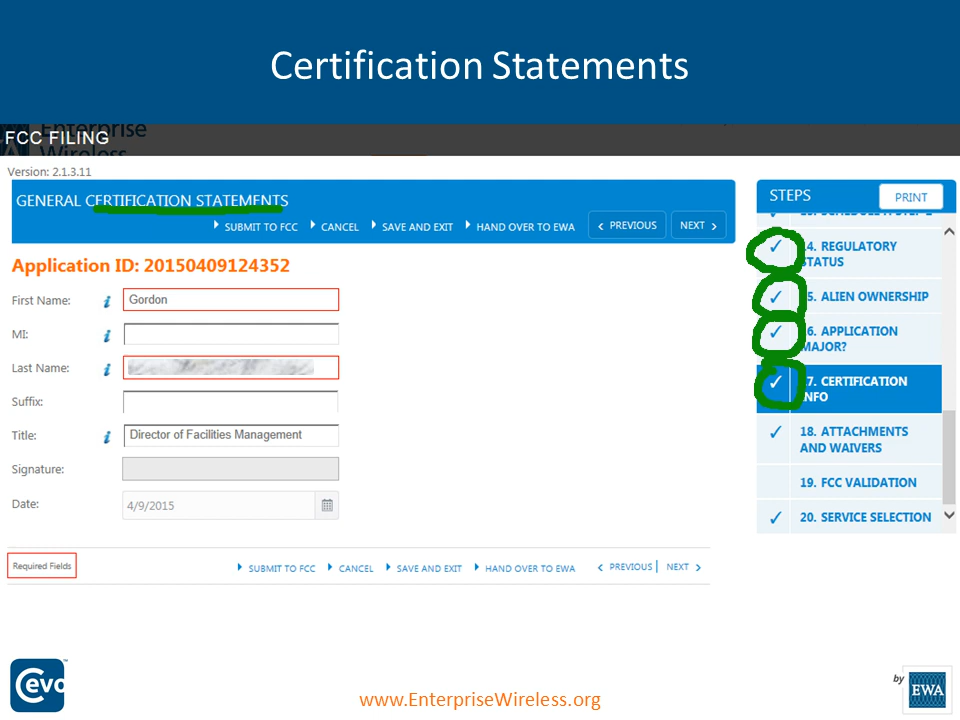 Certification Statements
Enterprise
Wireless
FCC FILING
Version: 2.1.3.11
GENERAL CERTIFICATION STATEMENTS
SUBMIT TO FCC CANCEL SAVE AND EXIT HAND OVER TO EWA PREVIOUS NEXT
Application ID: 20150409124352
First Name: Gordon
MI:
Last Name:
Suffix:
Title: Director of Facilities Management
Signature:
Date: 4/9/2015
Required Fields
SUBMIT TO FCC CANCEL SAVE AND EXIT HAND OVER TO EWA PREVIOUS NEXT
STEPS PRINT
14. REGULATORY
STATUS
15. ALIEN OWNERSHIP
16. APPLICATION
MAJOR?
17. CERTIFICATION
INFO
18. ATTACHMENTS
AND WAIVERS
19. FCC VALIDATION
20. SERVICE SELECTION
Cevo
www.EnterpriseWireless.org
by EWA